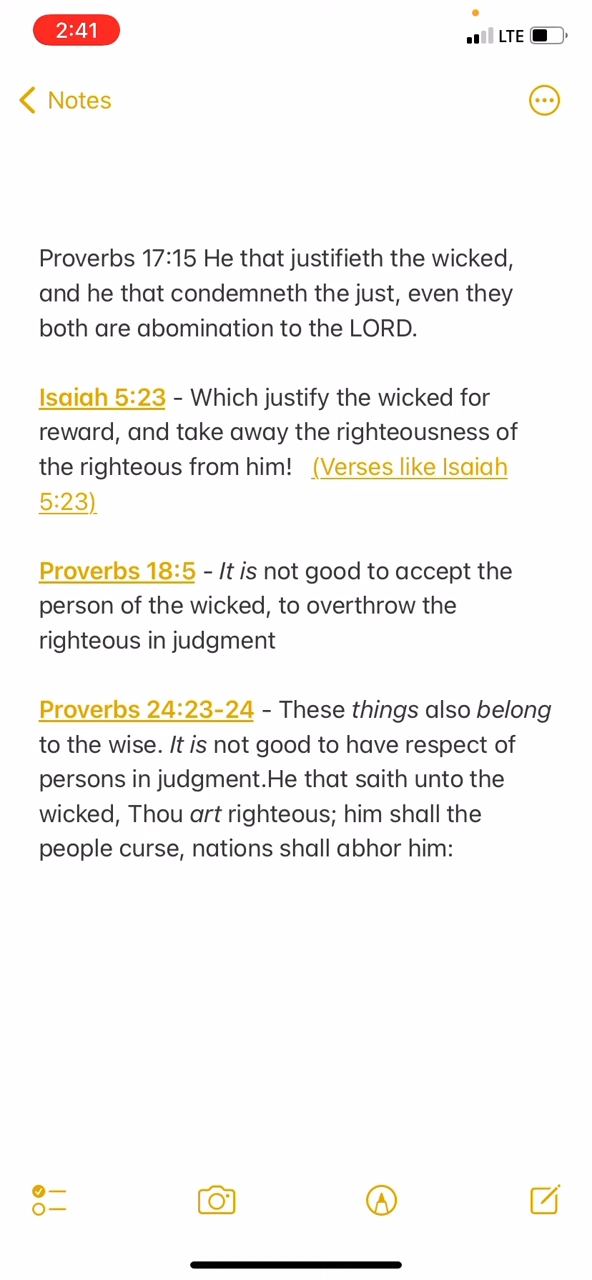 2:41
LTE
Notes
Proverbs 17:15 He that justifieth the wicked,
and he that condemneth the just, even they
both are abomination to the LORD.
Isaiah 5:23 - Which justify the wicked for
reward, and take away the righteousness of
the righteous from him! (Verses like Isaiah
5:23)
Proverbs 18:5 - It is not good to accept the
person of the wicked, to overthrow the
righteous in judgment
Proverbs 24:23-24 - These things also belong
to the wise. It is not good to have respect of
persons in judgment.He that saith unto the
wicked, Thou art righteous; him shall the
people curse, nations shall abhor him: